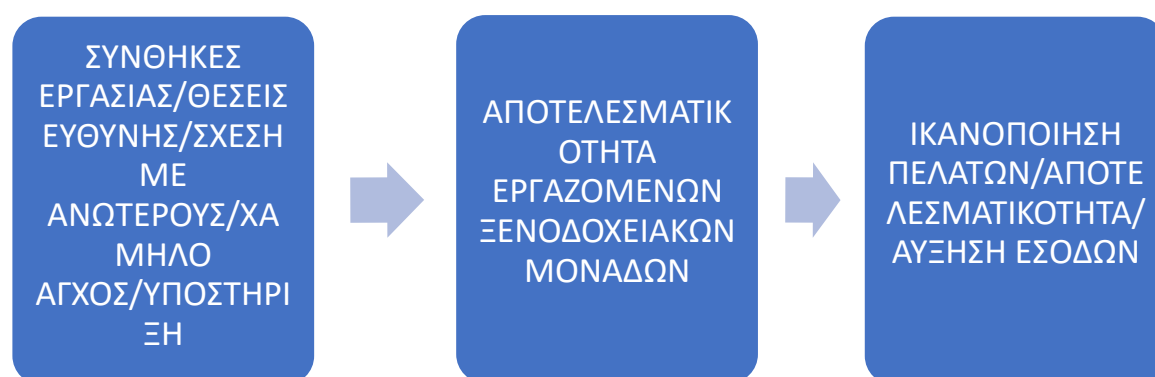 ΣΥΝΘΗΚΕΣ
ΕΡΓΑΣΙΑΣ/ΘΕΣΕΙΣ
ΕΥΘΥΝΗΣ/ΣΧΕΣΗ
ΜΕ
ΑΝΩΤΕΡΟΥΣ/ΧΑ
ΜΗΛΟ
ΑΓΧΟΣ/ΥΠΟΣΤΗΡΙ
ΞΗ
ΑΠΟΤΕΛΕΣΜΑΤΙΚ
ΟΤΗΤΑ
ΕΡΓΑΖΟΜΕΝΩΝ
ΞΕΝΟΔΟΧΕΙΑΚΩΝ
ΜΟΝΑΔΩΝ
ΙΚΑΝΟΠΟΙΗΣΗ
ΠΕΛΑΤΩΝ/ΑΠΟΤΕ
ΛΕΣΜΑΤΙΚΟΤΗΤΑ/
ΑΥΞΗΣΗ ΕΣΟΔΩΝ